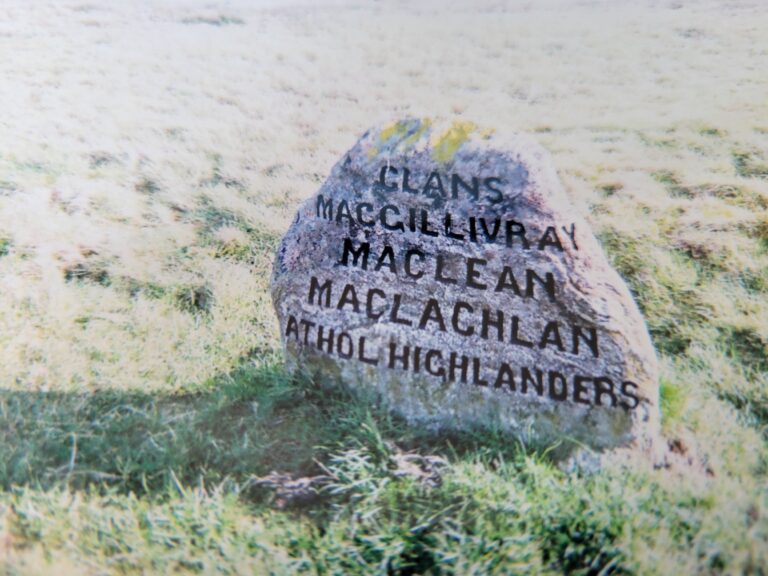 CLANS
MACGILLIVRAY
MACLEAN
MACLACHLAN
ATHOL HIGHLANDERS